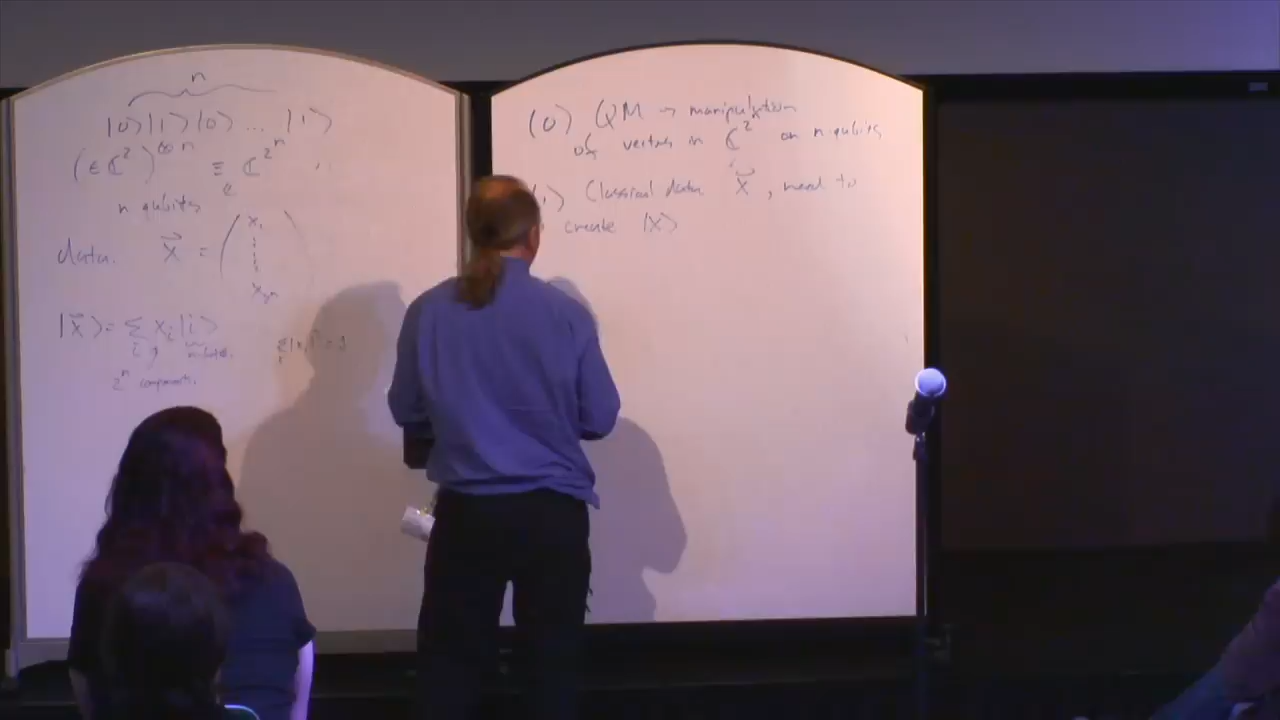 n
|0⟩|1⟩|0⟩ ... |1⟩
(∈ ℂ²)^⊗n ≡ ℂ^2^n
n qubits
data. x⃗ = ( x₁
x_2^n )
|x⃗⟩ = Σ xᵢ |i⟩
i
2ⁿ components.
(0) QM → manipulation
of vectors in ℂ² on n-qubits
Classical data x⃗, need to
create |x⟩